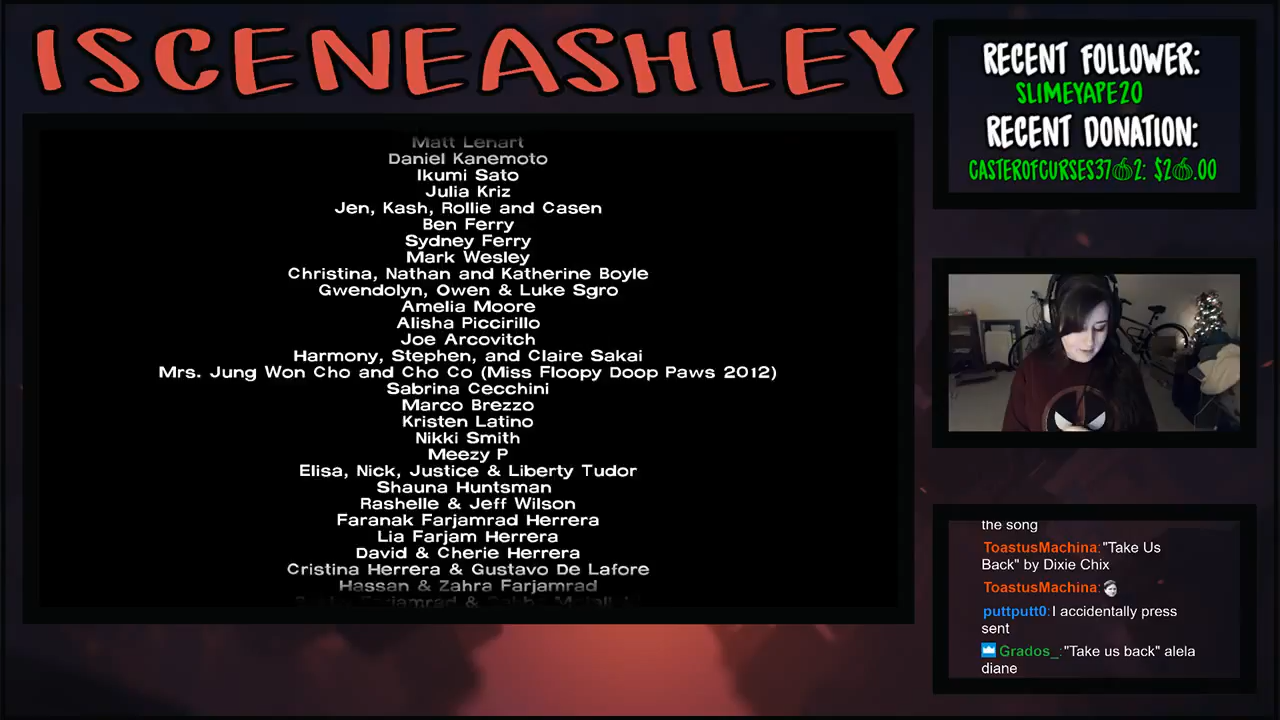 ISCENEASHLEY
Matt Lenart
Daniel Kanemoto
Ikumi Sato
Julia Kriz
Jen, Kash, Rollie and Casen
Ben Ferry
Sydney Ferry
Mark Wesley
Christina, Nathan and Katherine Boyle
Gwendolyn, Owen & Luke Sgro
Amelia Moore
Alisha Piccirillo
Joe Arcovitch
Harmony, Stephen, and Claire Sakai
Mrs. Jung Won Cho and Cho Co (Miss Floopy Doop Paws 2012)
Sabrina Cecchini
Marco Brezzo
Kristen Latino
Nikki Smith
Meezy P
Elisa, Nick, Justice & Liberty Tudor
Shauna Huntsman
Rashelle & Jeff Wilson
Faranak Farjamrad Herrera
Lia Farjam Herrera
David & Cherie Herrera
Cristina Herrera & Gustavo De Lafore
Hassan & Zahra Farjamrad
Farjamrad &
RECENT FOLLOWER:
SLIMEYAPE20
RECENT DONATION:
CASTEROFCURSES37🎃2: $2🎃.00
the song
ToastusMachina: "Take Us
Back" by Dixie Chix
ToastusMachina:
puttputt0: I accidentally press
sent
Grados_: "Take us back" alela
diane